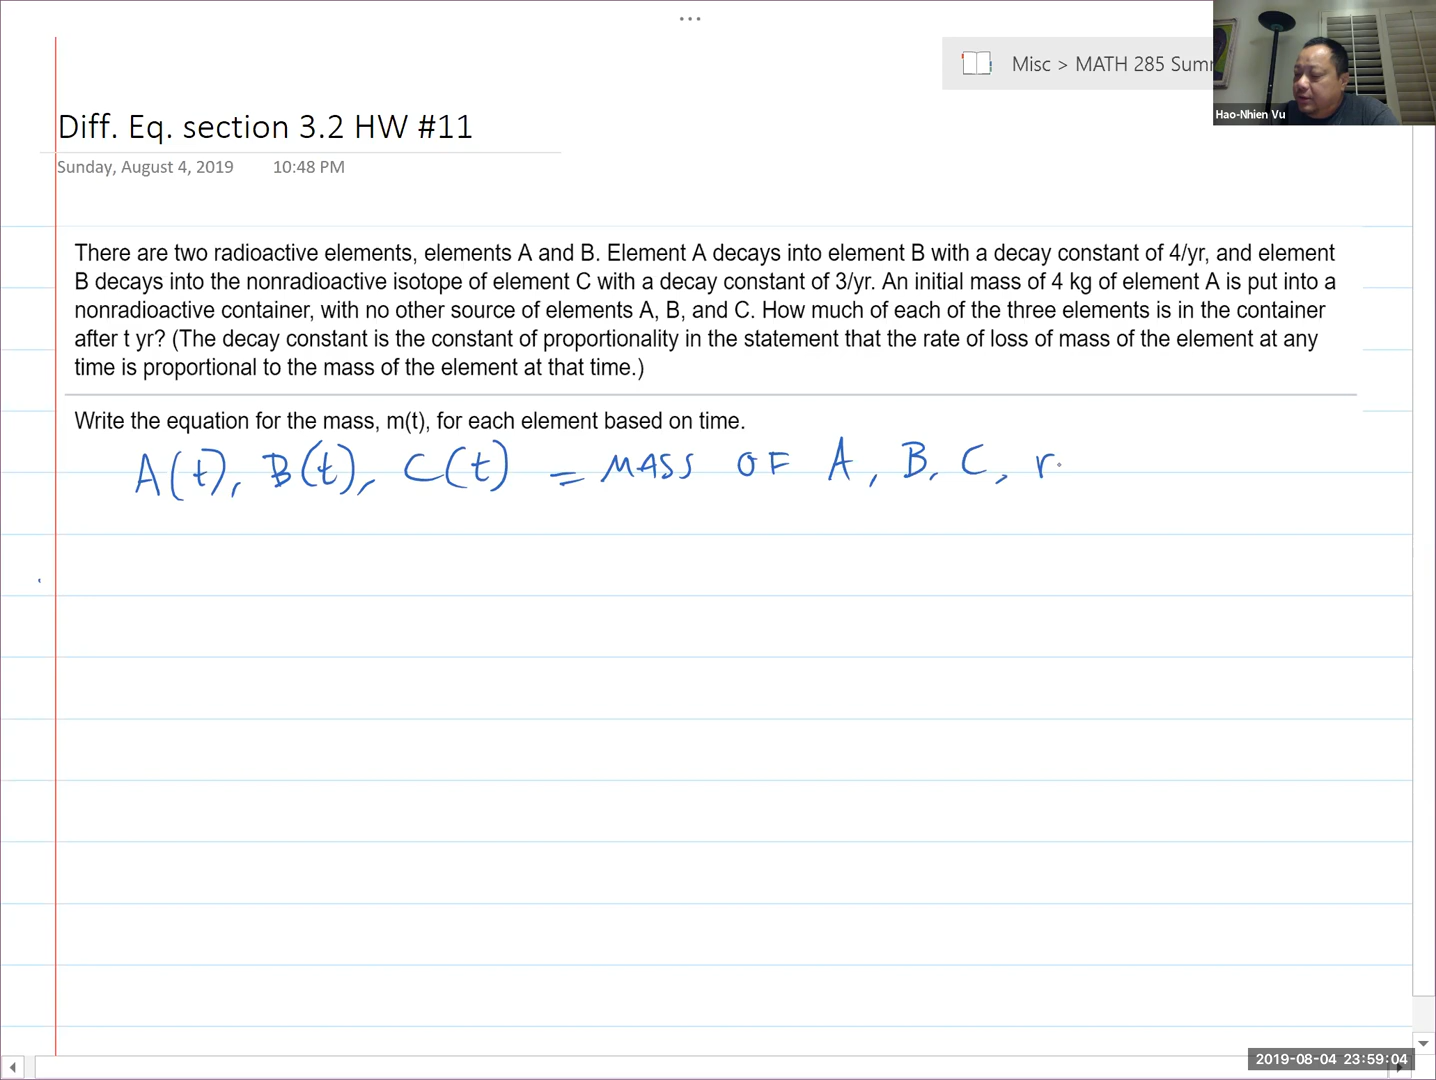 ...
Misc > MATH 285 Sum
Hao-Nhien Vu
Diff. Eq. section 3.2 HW #11
Sunday, August 4, 2019 10:48 PM
There are two radioactive elements, elements A and B. Element A decays into element B with a decay constant of 4/yr, and element
B decays into the nonradioactive isotope of element C with a decay constant of 3/yr. An initial mass of 4 kg of element A is put into a
nonradioactive container, with no other source of elements A, B, and C. How much of each of the three elements is in the container
after t yr? (The decay constant is the constant of proportionality in the statement that the rate of loss of mass of the element at any
time is proportional to the mass of the element at that time.)
Write the equation for the mass, m(t), for each element based on time.
A(t), B(t), C(t) = MASS OF A, B, C, r
2019-08-04 23:59:04